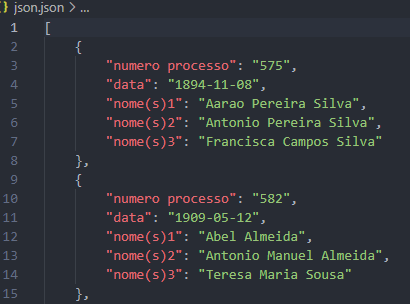 {} json.json > ...
1 [
2 {
3 "numero processo": "575",
4 "data": "1894-11-08",
5 "nome(s)1": "Aarao Pereira Silva",
6 "nome(s)2": "Antonio Pereira Silva",
7 "nome(s)3": "Francisca Campos Silva"
8 },
9 {
10 "numero processo": "582",
11 "data": "1909-05-12",
12 "nome(s)1": "Abel Almeida",
13 "nome(s)2": "Antonio Manuel Almeida",
14 "nome(s)3": "Teresa Maria Sousa"
15 },